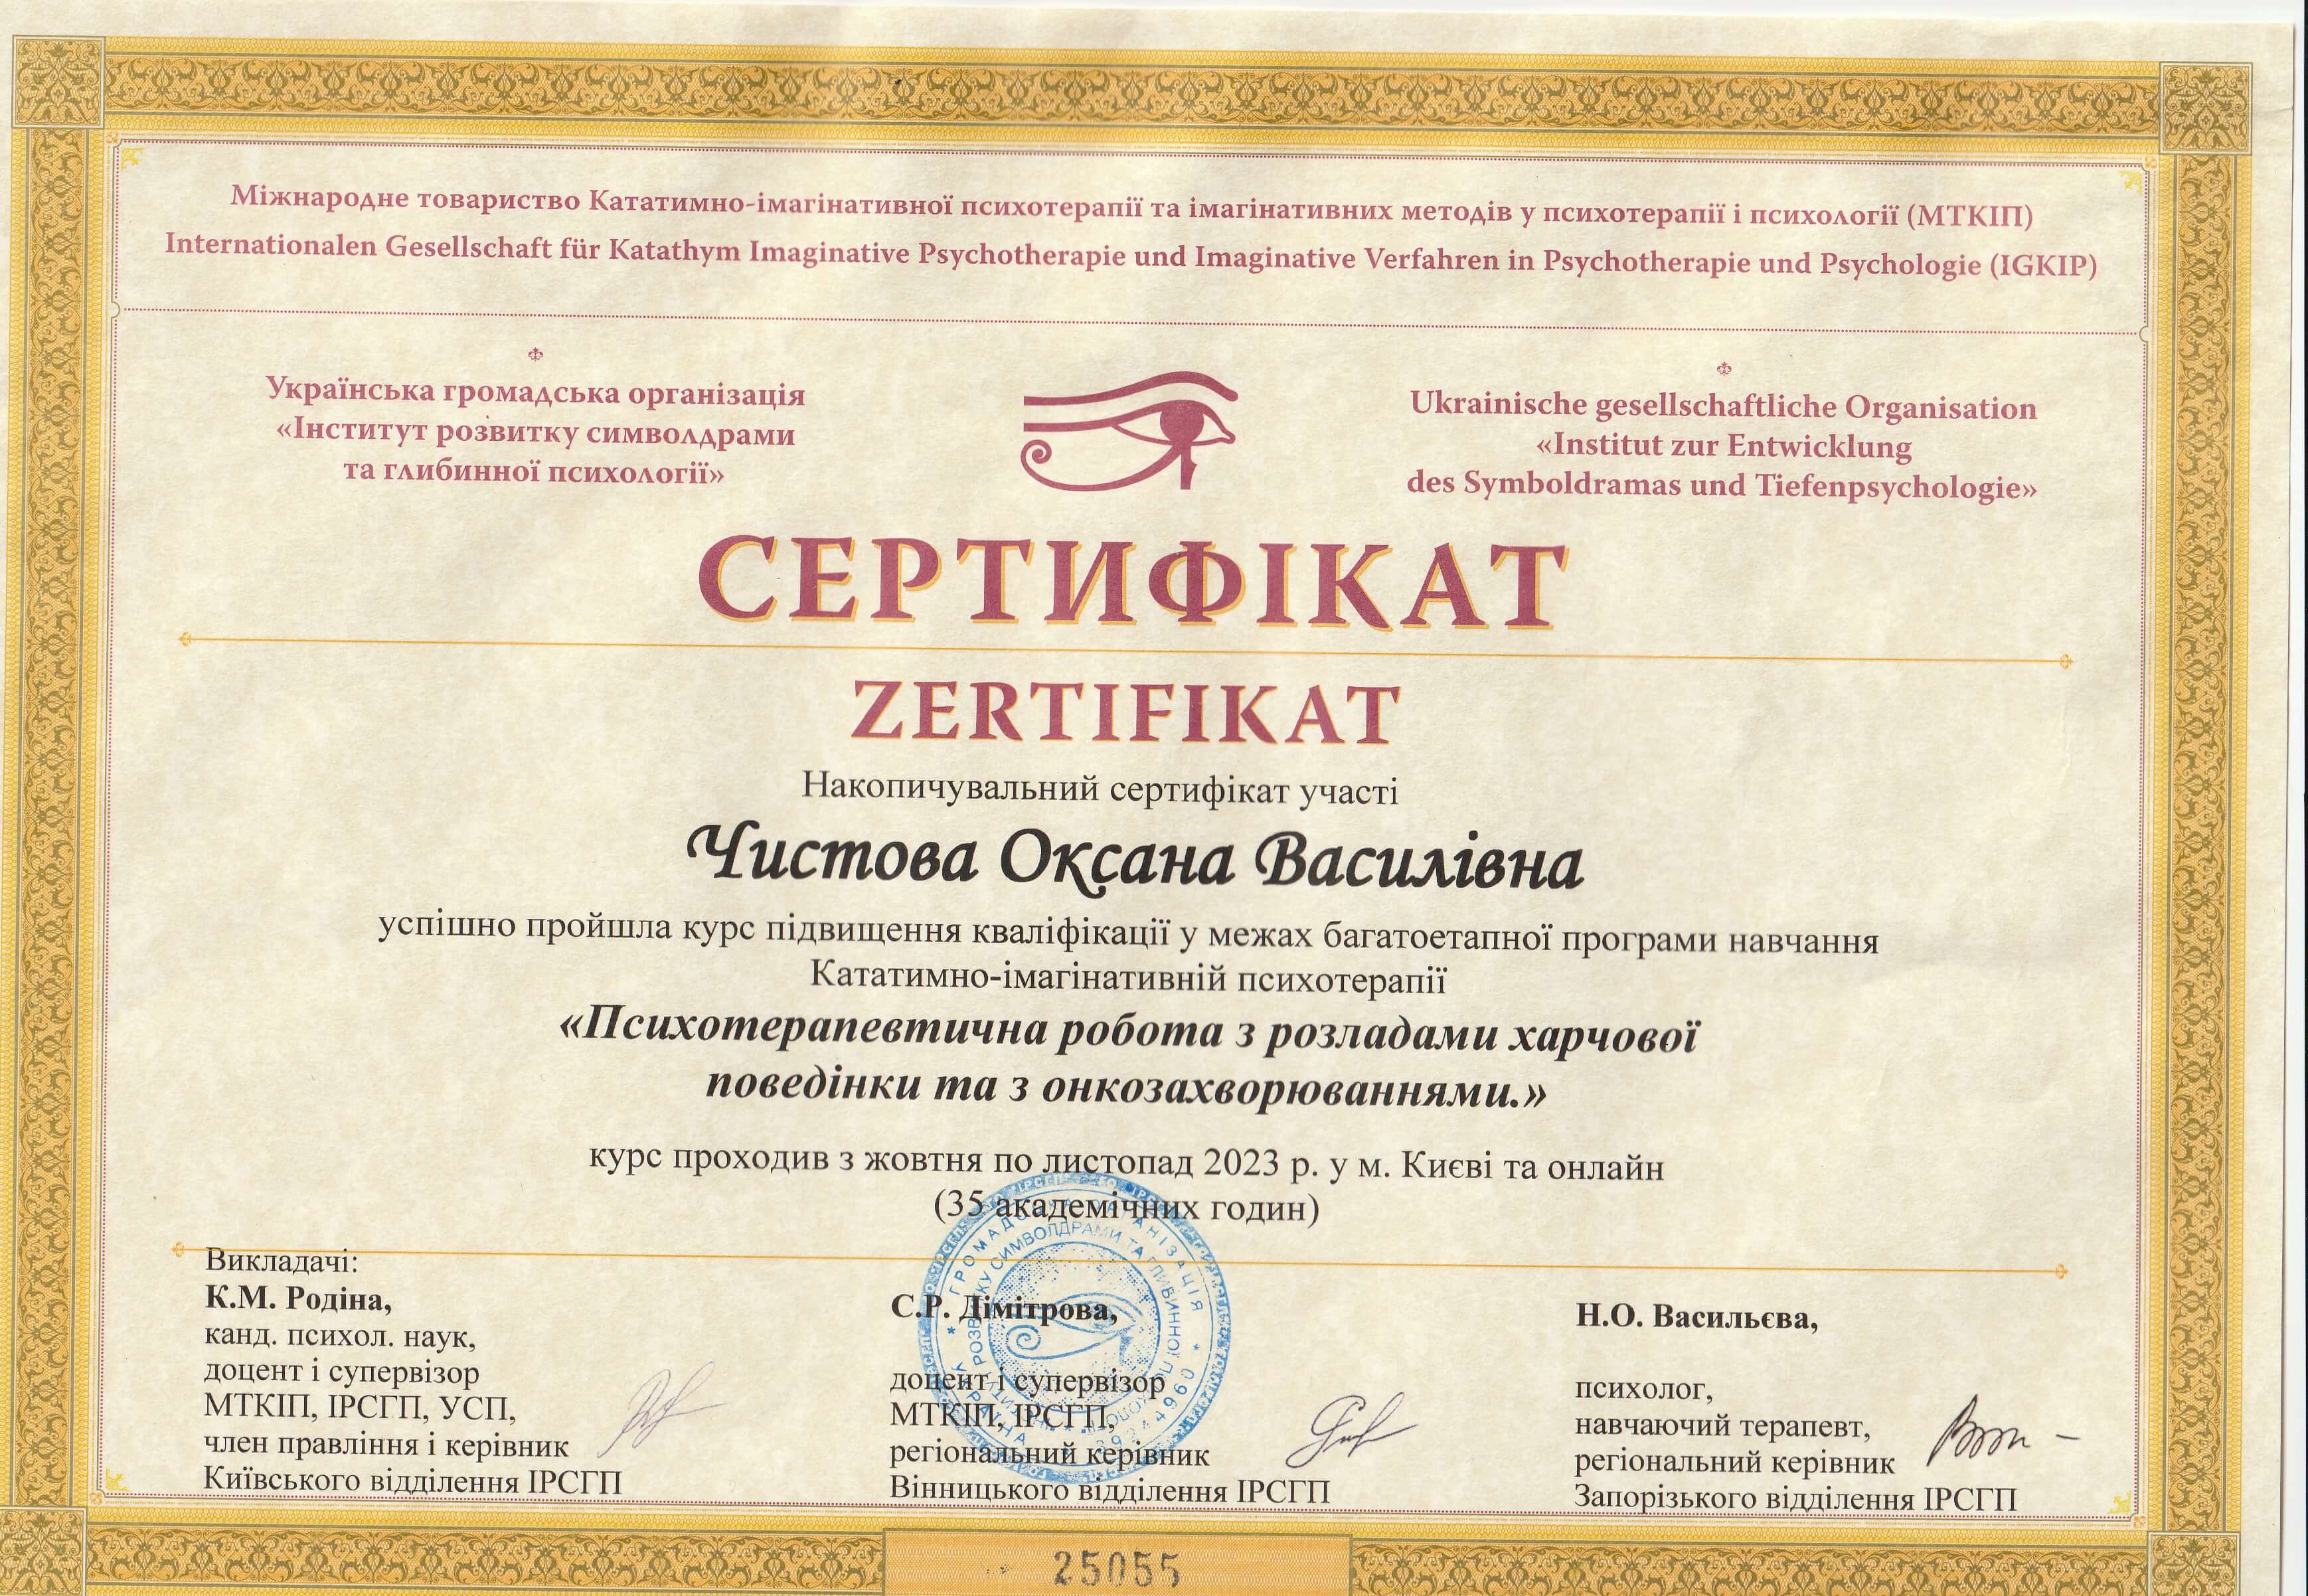 Міжнародне товариство Кататимно-імагінативної психотерапії та імагінативних методів у психотерапії і психології (МТКІП)
Internationalen Gesellschaft für Katathym Imaginative Psychotherapie und Imaginative Verfahren in Psychotherapie und Psychologie (IGKIP)
Українська громадська організація
«Інститут розвитку символдрами
та глибинної психології»
Ukrainische gesellschaftliche Organisation
«Institut zur Entwicklung
des Symboldramas und Tiefenpsychologie»
СЕРТИФІКАТ
ZERTIFIKAT
Накопичувальний сертифікат участі
Чистова Оксана Василівна
успішно пройшла курс підвищення кваліфікації у межах багатоетапної програми навчання
Кататимно-імагінативній психотерапії
«Психотерапевтична робота з розладами харчової
поведінки та з онкозахворюваннями.»
курс проходив з жовтня по листопад 2023 р. у м. Києві та онлайн
(35 академічних годин)
Викладачі:
К.М. Родіна,
канд. психол. наук,
доцент і супервізор
МТКІП, ІРСГП, УСП,
член правління і керівник
Київського відділення ІРСГП
С.Р. Дімітрова,
доцент і супервізор
МТКІП, ІРСГП,
регіональний керівник
Вінницького відділення ІРСГП
Н.О. Васильєва,
психолог,
навчаючий терапевт,
регіональний керівник
Запорізького відділення ІРСГП
ГРОМАДСЬКА ОРГАНІЗАЦІЯ
РОЗВИТКУ СИМВОЛДРАМИ ТА ГЛИБИННОЇ
25055